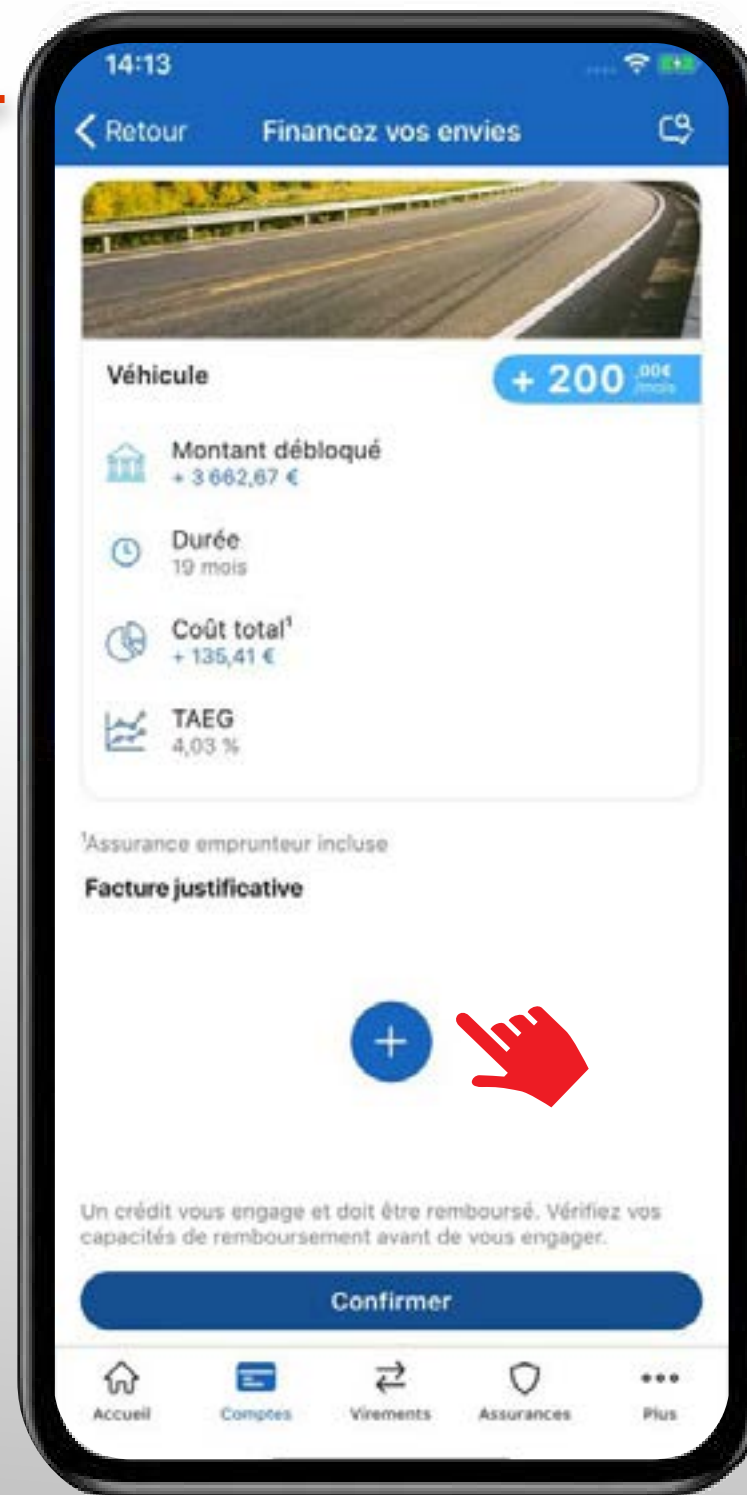 14:13
Retour
Financez vos envies
Véhicule
+ 200 ,00€ /mois
Montant débloqué
+ 3 662,67 €
Durée
19 mois
Coût total¹
+ 135,41 €
TAEG
4,03 %
¹Assurance emprunteur incluse
Facture justificative
Un crédit vous engage et doit être remboursé. Vérifiez vos
capacités de remboursement avant de vous engager.
Confirmer
Accueil
Comptes
Virements
Assurances
Plus